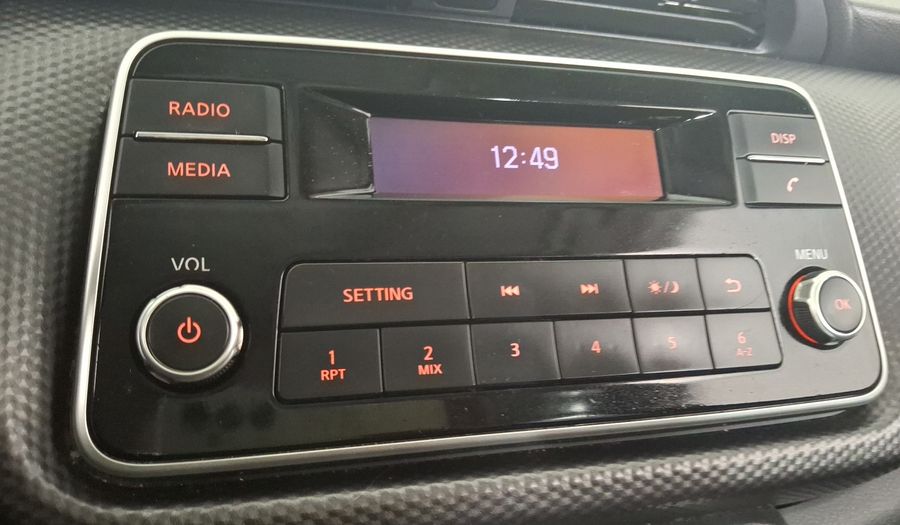 RADIO
MEDIA
12:49
DISP
VOL
MENU
OK
SETTING
1
RPT
2
MIX
3
4
5
6
A-Z